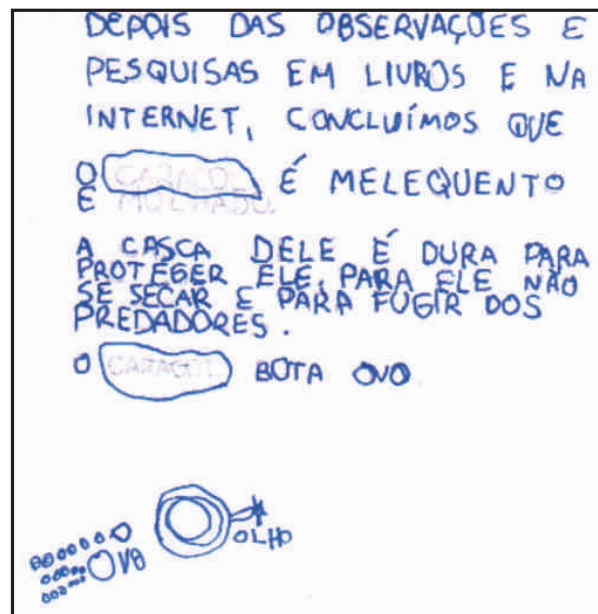 DEPOIS DAS OBSERVAÇÕES E
PESQUISAS EM LIVROS E NA
INTERNET, CONCLUÍMOS QUE
O CARACOL É MELEQUENTO
E MOLHADO.
A CASCA DELE É DURA PARA
PROTEGER ELE, PARA ELE NÃO
SE SECAR E PARA FUGIR DOS
PREDADORES.
O CARACOL BOTA OVO
OLHO
OVO